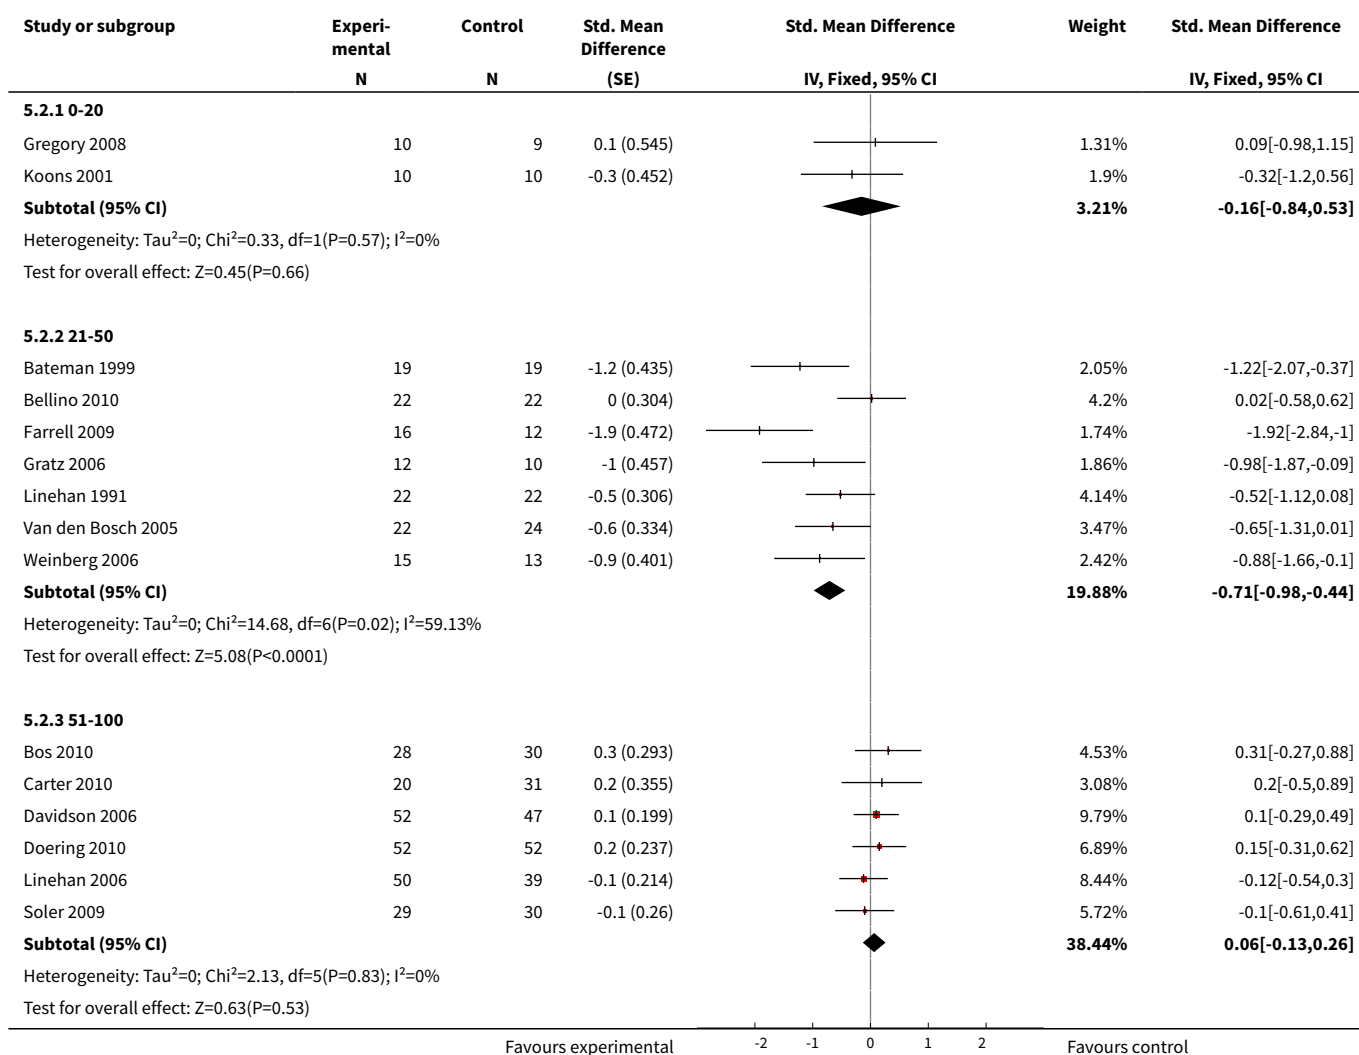 Study or subgroup Experi- Control Std. Mean Std. Mean Difference Weight Std. Mean Difference
mental Difference
N N (SE) IV, Fixed, 95% CI IV, Fixed, 95% CI
5.2.1 0-20
Gregory 2008 10 9 0.1 (0.545) 1.31% 0.09[-0.98,1.15]
Koons 2001 10 10 -0.3 (0.452) 1.9% -0.32[-1.2,0.56]
Subtotal (95% CI) 3.21% -0.16[-0.84,0.53]
Heterogeneity: Tau²=0; Chi²=0.33, df=1(P=0.57); I²=0%
Test for overall effect: Z=0.45(P=0.66)
5.2.2 21-50
Bateman 1999 19 19 -1.2 (0.435) 2.05% -1.22[-2.07,-0.37]
Bellino 2010 22 22 0 (0.304) 4.2% 0.02[-0.58,0.62]
Farrell 2009 16 12 -1.9 (0.472) 1.74% -1.92[-2.84,-1]
Gratz 2006 12 10 -1 (0.457) 1.86% -0.98[-1.87,-0.09]
Linehan 1991 22 22 -0.5 (0.306) 4.14% -0.52[-1.12,0.08]
Van den Bosch 2005 22 24 -0.6 (0.334) 3.47% -0.65[-1.31,0.01]
Weinberg 2006 15 13 -0.9 (0.401) 2.42% -0.88[-1.66,-0.1]
Subtotal (95% CI) 19.88% -0.71[-0.98,-0.44]
Heterogeneity: Tau²=0; Chi²=14.68, df=6(P=0.02); I²=59.13%
Test for overall effect: Z=5.08(P<0.0001)
5.2.3 51-100
Bos 2010 28 30 0.3 (0.293) 4.53% 0.31[-0.27,0.88]
Carter 2010 20 31 0.2 (0.355) 3.08% 0.2[-0.5,0.89]
Davidson 2006 52 47 0.1 (0.199) 9.79% 0.1[-0.29,0.49]
Doering 2010 52 52 0.2 (0.237) 6.89% 0.15[-0.31,0.62]
Linehan 2006 50 39 -0.1 (0.214) 8.44% -0.12[-0.54,0.3]
Soler 2009 29 30 -0.1 (0.26) 5.72% -0.1[-0.61,0.41]
Subtotal (95% CI) 38.44% 0.06[-0.13,0.26]
Heterogeneity: Tau²=0; Chi²=2.13, df=5(P=0.83); I²=0%
Test for overall effect: Z=0.63(P=0.53)
Favours experimental -2 -1 0 1 2 Favours control